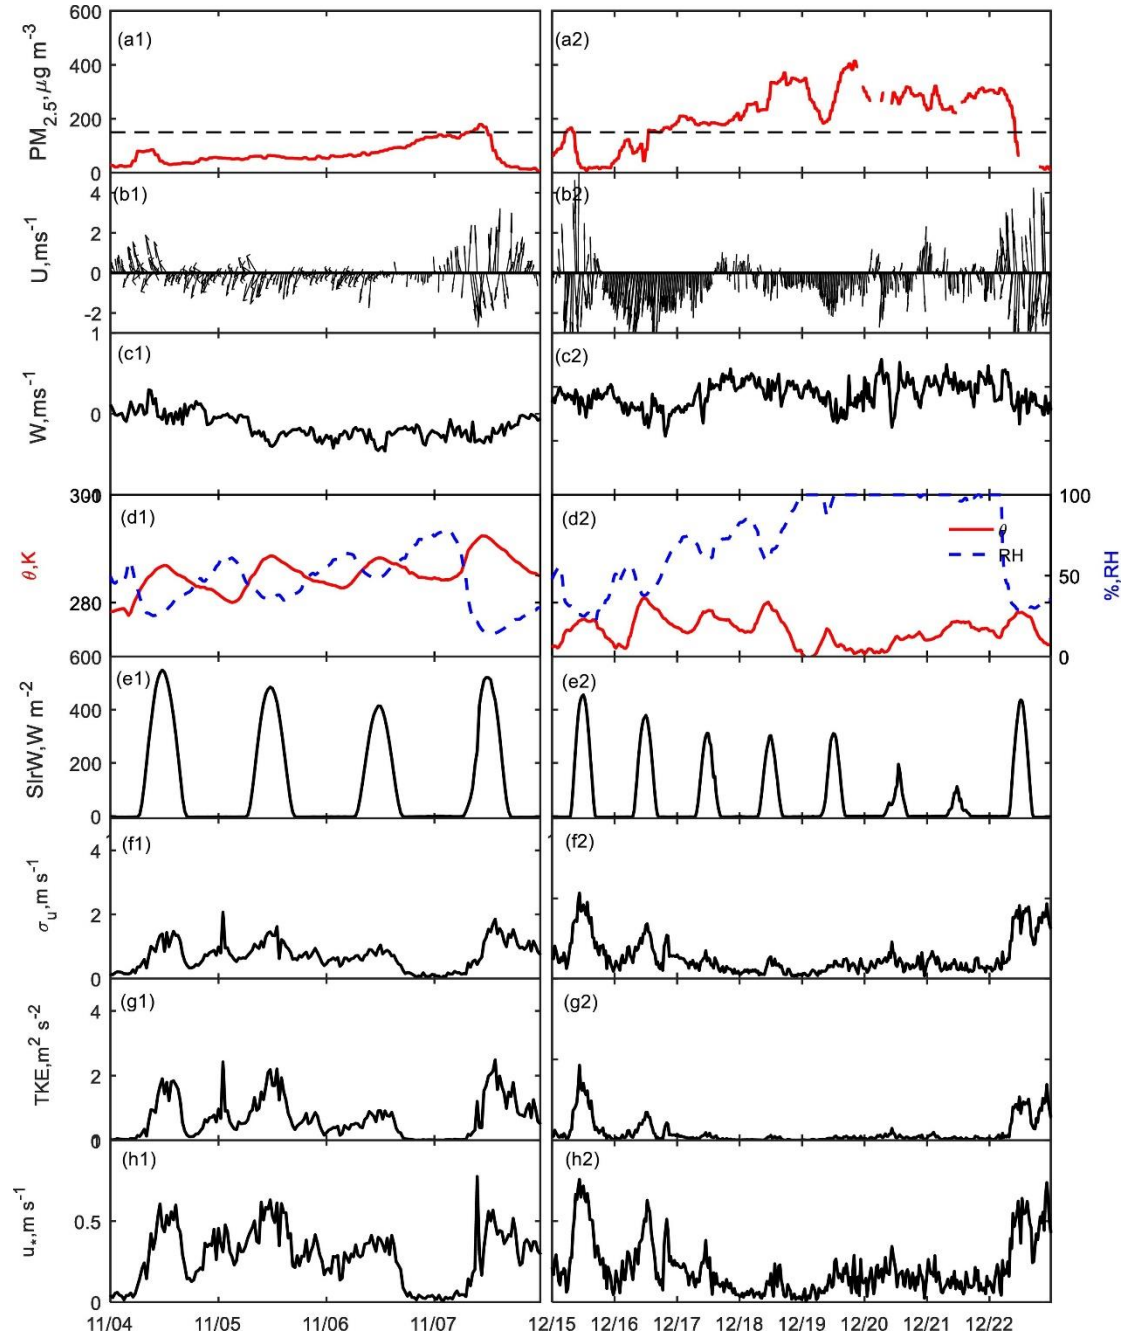 (a1)
(a2)
600
400
200
0
PM2.5,μg m-3
(b1)
(b2)
4
2
0
-2
U,ms-1
(c1)
(c2)
1
0
W,ms-1
(d1)
(d2)
280
θ,K
θ
RH
100
50
0
%,RH
(e1)
(e2)
600
400
200
0
SlrW,W m-2
(f1)
(f2)
4
2
0
σu,m s-1
(g1)
(g2)
4
2
TKE,m2 s-2
(h1)
(h2)
0.5
0
u*,m s-1
11/04 11/05 11/06 11/07 12/15 12/16 12/17 12/18 12/19 12/20 12/21 12/22